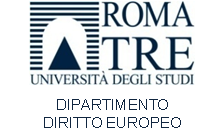 ROMA
TRE
UNIVERSITÀ DEGLI STUDI
DIPARTIMENTO
DIRITTO EUROPEO